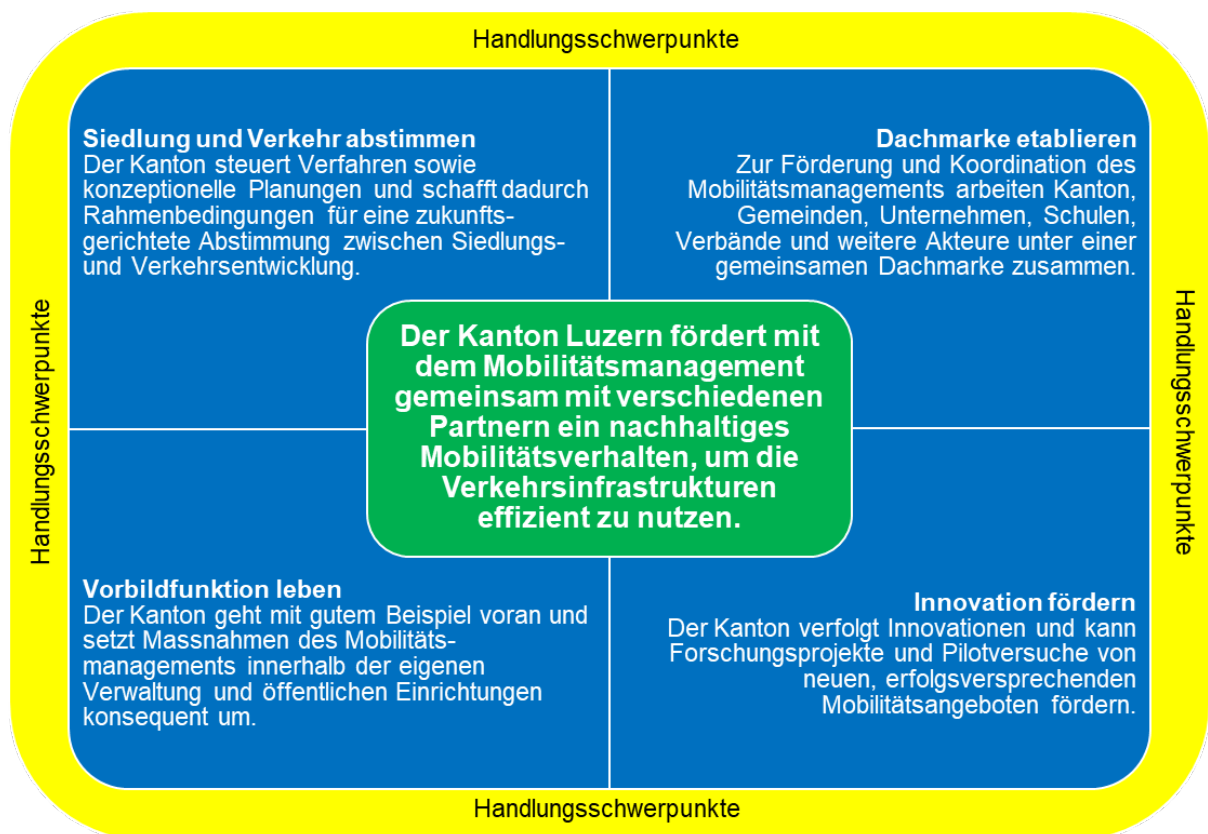 Handlungsschwerpunkte
Siedlung und Verkehr abstimmen
Der Kanton steuert Verfahren sowie
konzeptionelle Planungen und schafft dadurch
Rahmenbedingungen für eine zukunfts-
gerichtete Abstimmung zwischen Siedlungs-
und Verkehrsentwicklung.
Dachmarke etablieren
Zur Förderung und Koordination des
Mobilitätsmanagements arbeiten Kanton,
Gemeinden, Unternehmen, Schulen,
Verbände und weitere Akteure unter einer
gemeinsamen Dachmarke zusammen.
Handlungsschwerpunkte
Der Kanton Luzern fördert mit
dem Mobilitätsmanagement
gemeinsam mit verschiedenen
Partnern ein nachhaltiges
Mobilitätsverhalten, um die
Verkehrsinfrastrukturen
effizient zu nutzen.
Handlungsschwerpunkte
Vorbildfunktion leben
Der Kanton geht mit gutem Beispiel voran und
setzt Massnahmen des Mobilitäts-
managements innerhalb der eigenen
Verwaltung und öffentlichen Einrichtungen
konsequent um.
Innovation fördern
Der Kanton verfolgt Innovationen und kann
Forschungsprojekte und Pilotversuche von
neuen, erfolgsversprechenden
Mobilitätsangeboten fördern.
Handlungsschwerpunkte